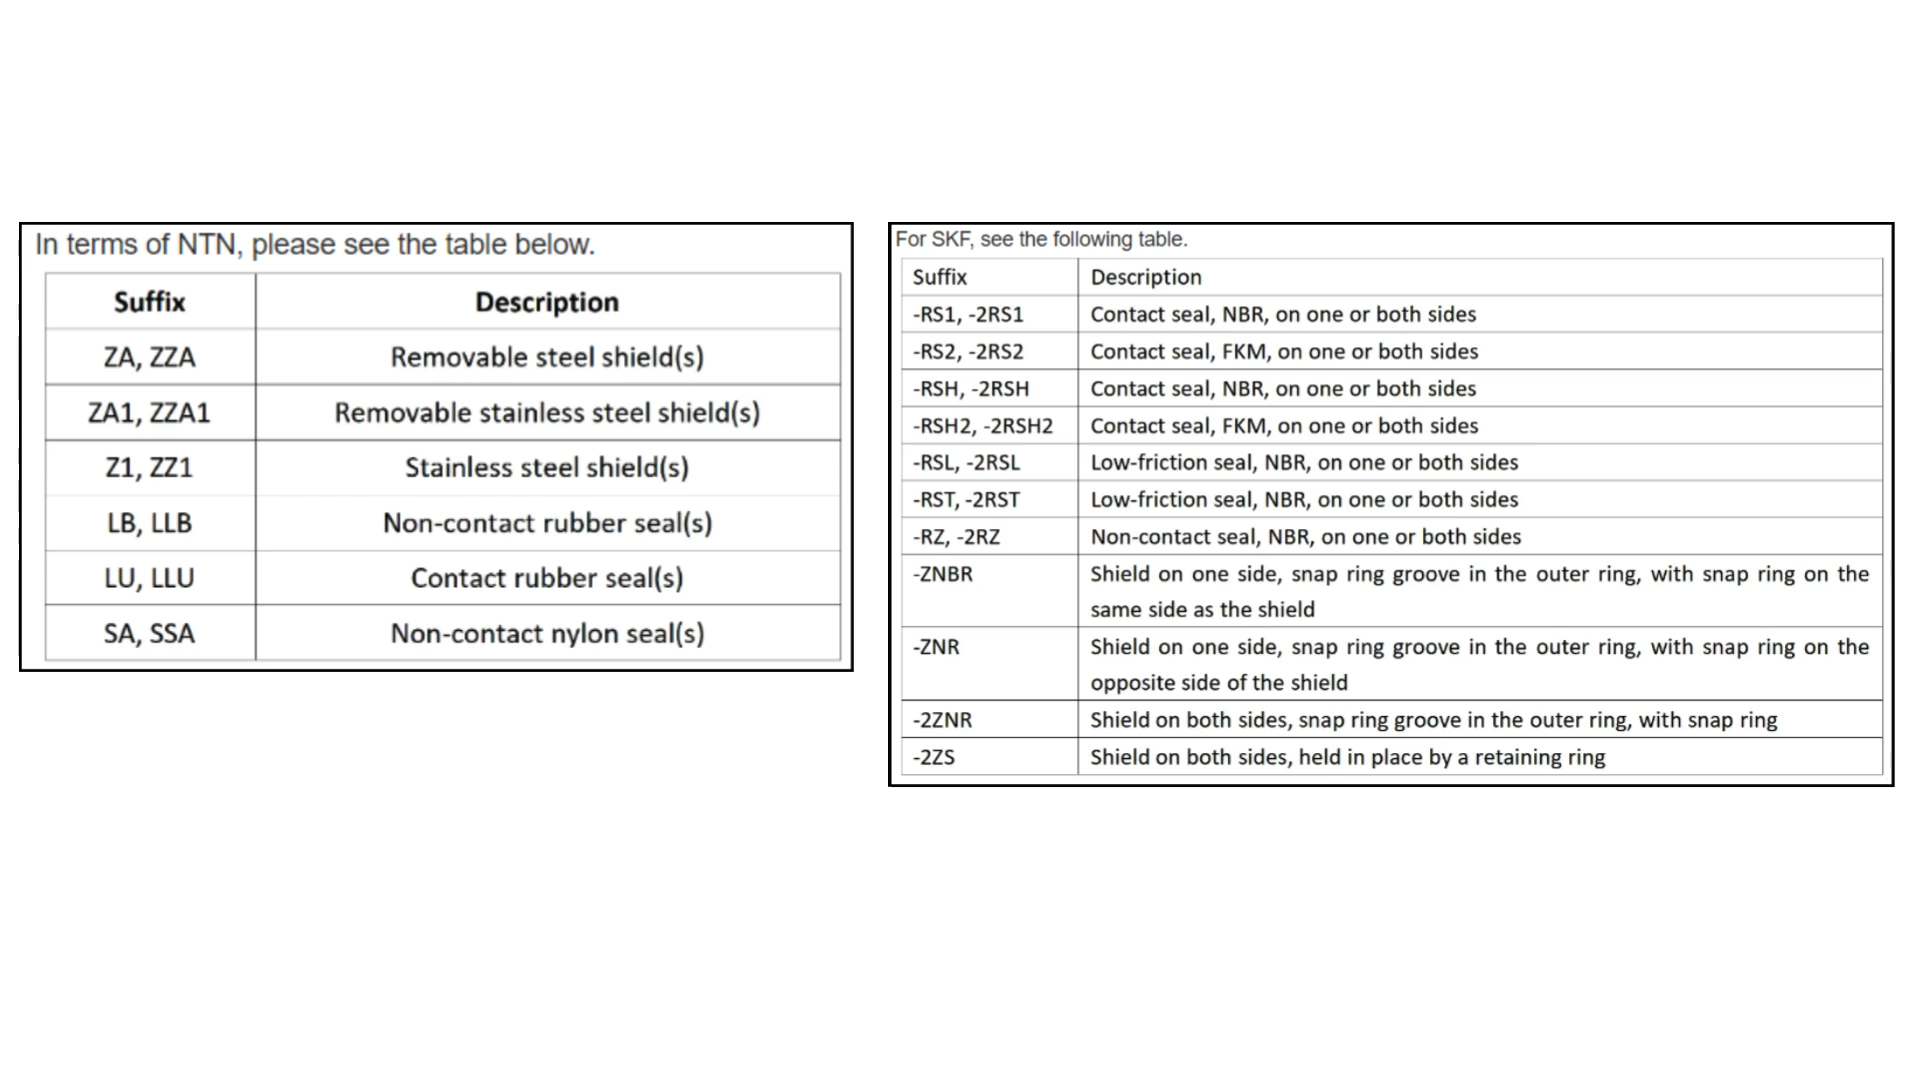 In terms of NTN, please see the table below.
Suffix Description
ZA, ZZA Removable steel shield(s)
ZA1, ZZA1 Removable stainless steel shield(s)
Z1, ZZ1 Stainless steel shield(s)
LB, LLB Non-contact rubber seal(s)
LU, LLU Contact rubber seal(s)
SA, SSA Non-contact nylon seal(s)
For SKF, see the following table.
Suffix Description
-RS1, -2RS1 Contact seal, NBR, on one or both sides
-RS2, -2RS2 Contact seal, FKM, on one or both sides
-RSH, -2RSH Contact seal, NBR, on one or both sides
-RSH2, -2RSH2 Contact seal, FKM, on one or both sides
-RSL, -2RSL Low-friction seal, NBR, on one or both sides
-RST, -2RST Low-friction seal, NBR, on one or both sides
-RZ, -2RZ Non-contact seal, NBR, on one or both sides
-ZNBR Shield on one side, snap ring groove in the outer ring, with snap ring on the
same side as the shield
-ZNR Shield on one side, snap ring groove in the outer ring, with snap ring on the
opposite side of the shield
-2ZNR Shield on both sides, snap ring groove in the outer ring, with snap ring
-2ZS Shield on both sides, held in place by a retaining ring